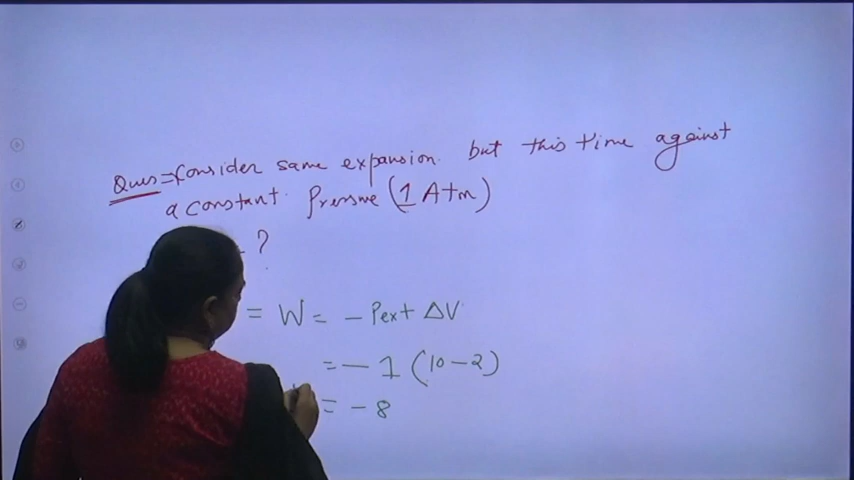 Ques = Consider same expansion but this time against
a constant Pressure (1 Atm)
?
= W = - Pext ΔV
= - 1 (10 - 2)
= - 8